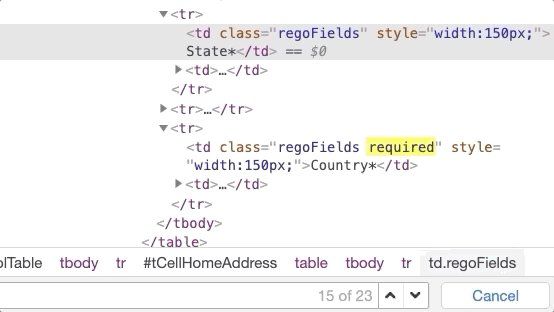 ▼<tr>
<td class="regoFields" style="width:150px;">
State*</td> == $0
▶<td>…</td>
</tr>
▶<tr>…</tr>
▼<tr>
<td class="regoFields required" style=
"width:150px;">Country*</td>
▶<td>…</td>
</tr>
</tbody>
</table>
olTable tbody tr #tCellHomeAddress table tbody tr td.regoFields
15 of 23 Cancel